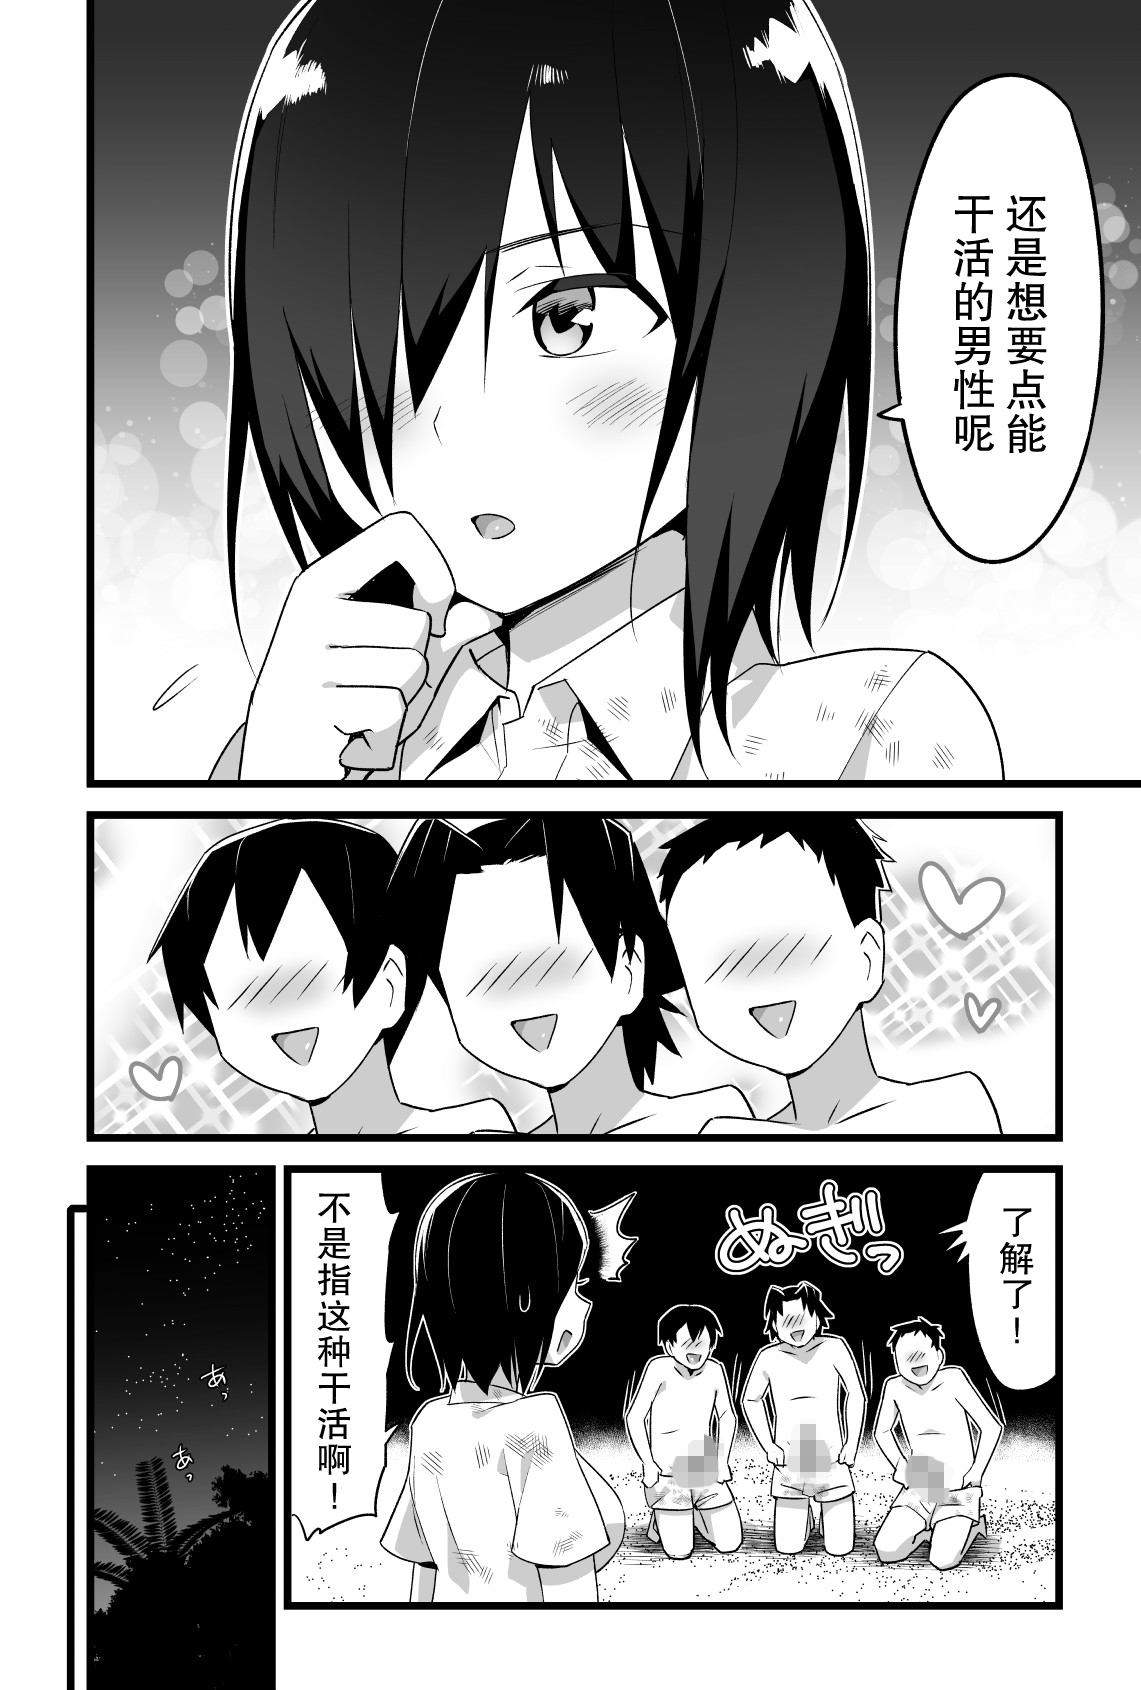 还是想要点能
干活的男性呢
了解了！
ぬぎっ
不是指这种干活啊！
あっ
あっ